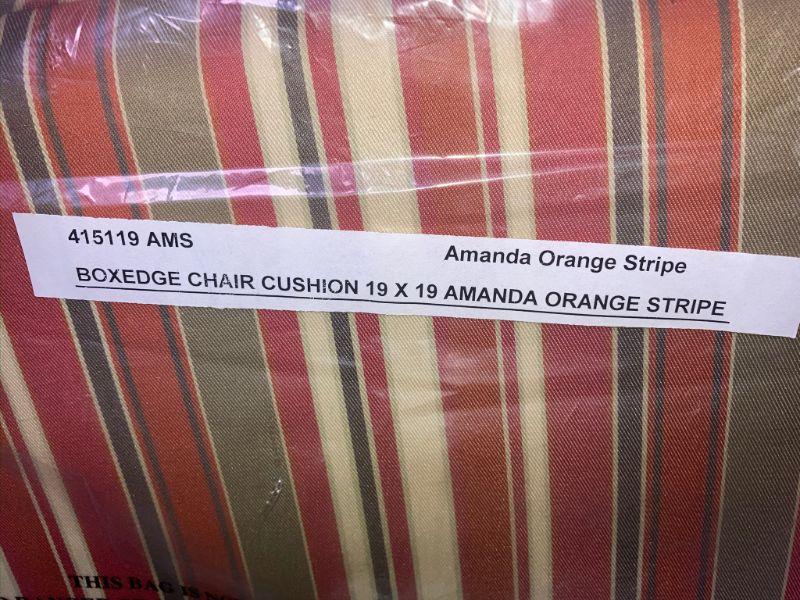 415119 AMS Amanda Orange Stripe
BOXEDGE CHAIR CUSHION 19 X 19 AMANDA ORANGE STRIPE
THIS BAG IS